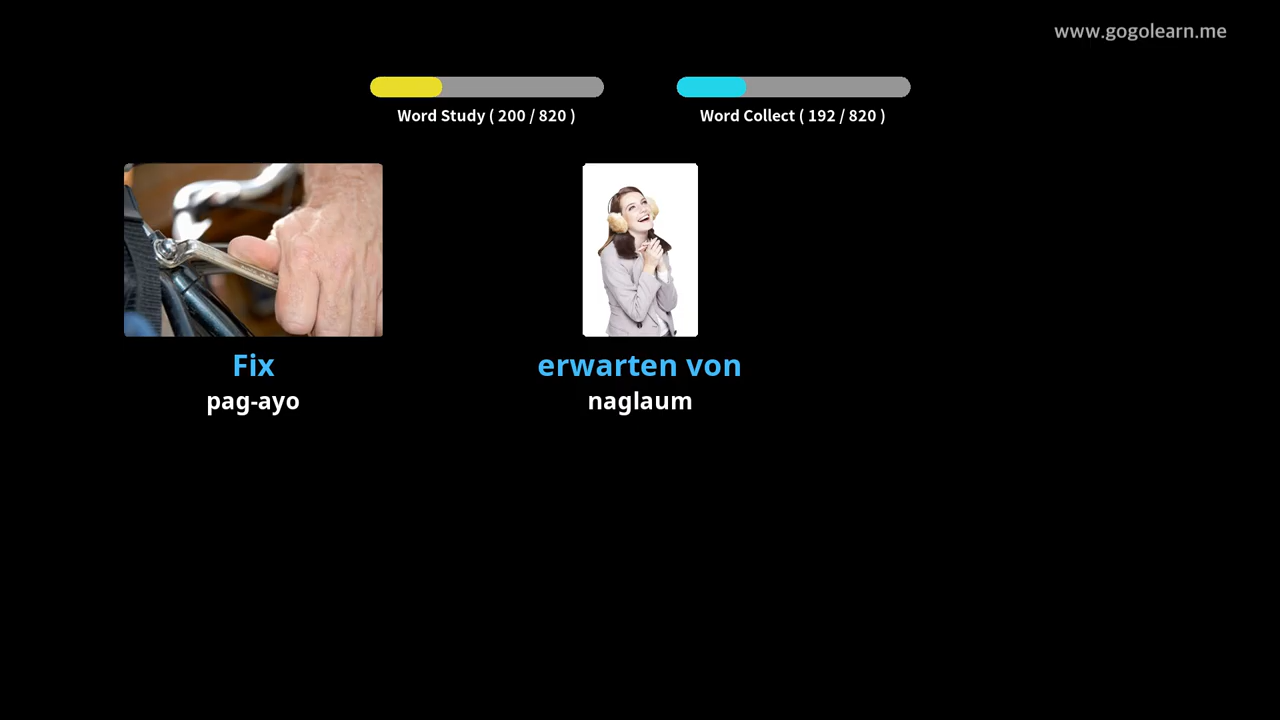 www.gogolearn.me
Word Study ( 200 / 820 )
Word Collect ( 192 / 820 )
Fix
pag-ayo
erwarten von
naglaum